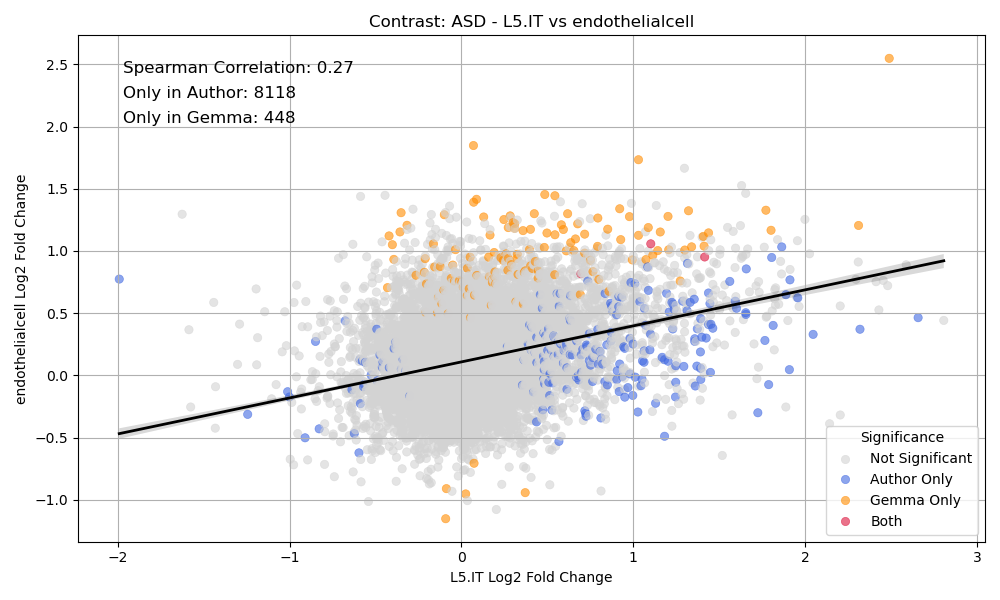 Contrast: ASD - L5.IT vs endothelialcell
Spearman Correlation: 0.27
Only in Author: 8118
Only in Gemma: 448
endothelialcell Log2 Fold Change
2.5
2.0
1.5
1.0
0.5
0.0
−0.5
−1.0
Significance
Not Significant
Author Only
Gemma Only
Both
−2
−1
0
1
2
3
L5.IT Log2 Fold Change